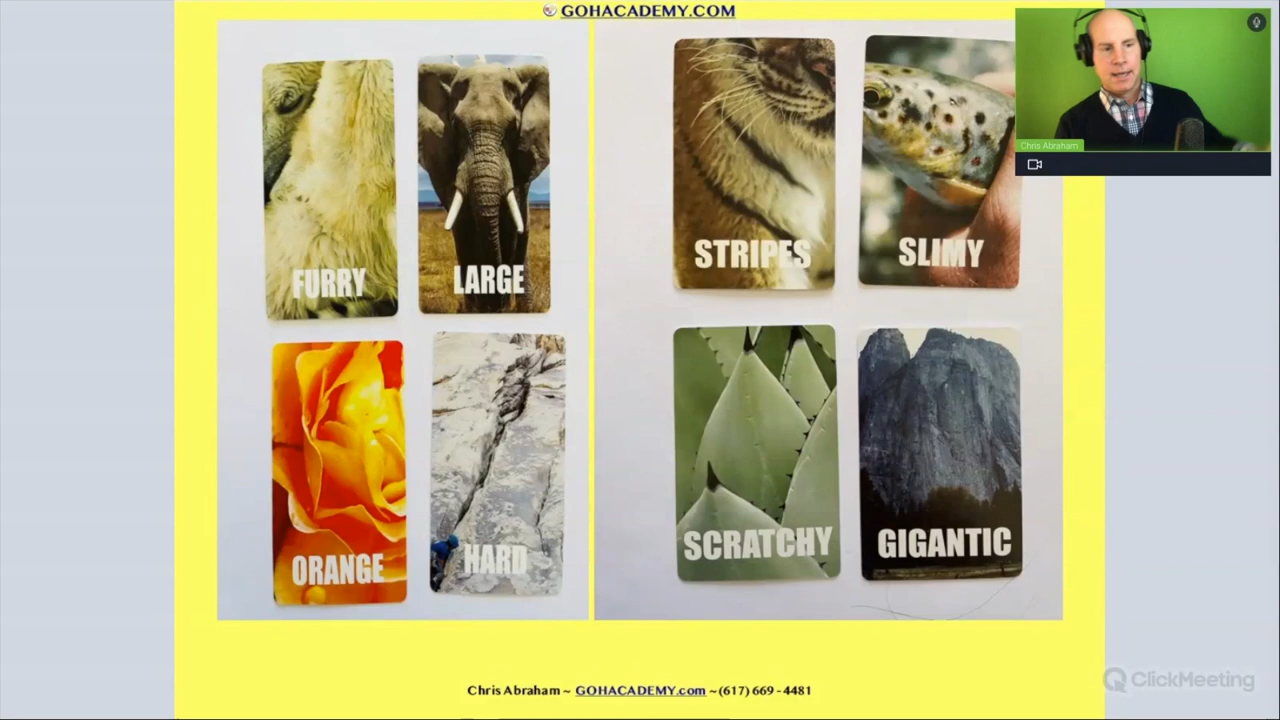 GOHACADEMY.COM
FURRY
LARGE
STRIPES
SLIMY
ORANGE
HARD
SCRATCHY
GIGANTIC
Chris Abraham
Chris Abraham ~ GOHACADEMY.com ~(617) 669 - 4481
ClickMeeting